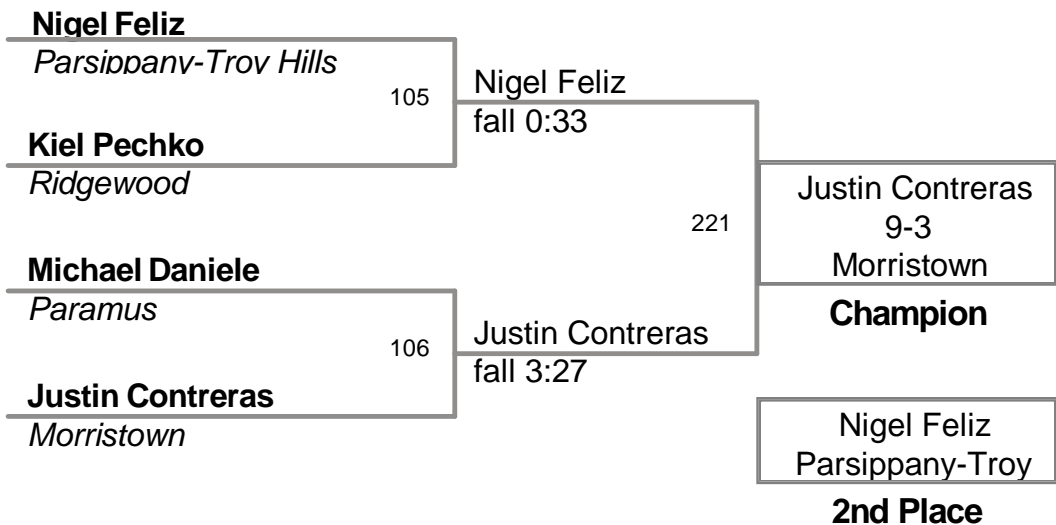 Nigel Feliz
Parsippany-Troy Hills
105
Kiel Pechko
Ridgewood
Nigel Feliz
fall 0:33
Michael Daniele
Paramus
106
Justin Contreras
Morristown
Justin Contreras
fall 3:27
221
Justin Contreras
9-3
Morristown
Champion
Nigel Feliz
Parsippany-Troy
2nd Place